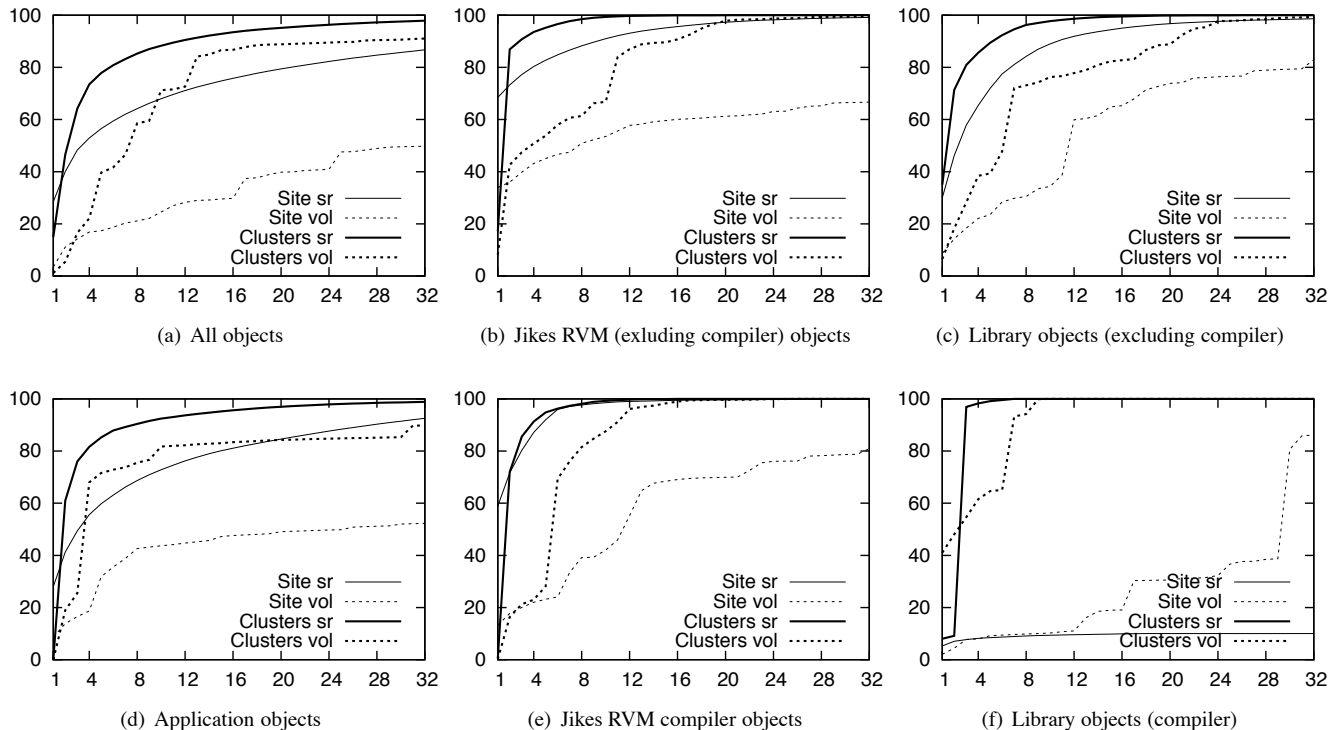 100
80
60
40
20
0
Site sr
Site vol
Clusters sr
Clusters vol
1 4 8 12 16 20 24 28 32
(a) All objects
100
80
60
40
20
0
Site sr
Site vol
Clusters sr
Clusters vol
1 4 8 12 16 20 24 28 32
(b) Jikes RVM (exluding compiler) objects
100
80
60
40
20
0
Site sr
Site vol
Clusters sr
Clusters vol
1 4 8 12 16 20 24 28 32
(c) Library objects (excluding compiler)
100
80
60
40
20
0
Site sr
Site vol
Clusters sr
Clusters vol
1 4 8 12 16 20 24 28 32
(d) Application objects
100
80
60
40
20
0
Site sr
Site vol
Clusters sr
Clusters vol
1 4 8 12 16 20 24 28 32
(e) Jikes RVM compiler objects
100
80
60
40
20
0
Site sr
Site vol
Clusters sr
Clusters vol
1 4 8 12 16 20 24 28 32
(f) Library objects (compiler)